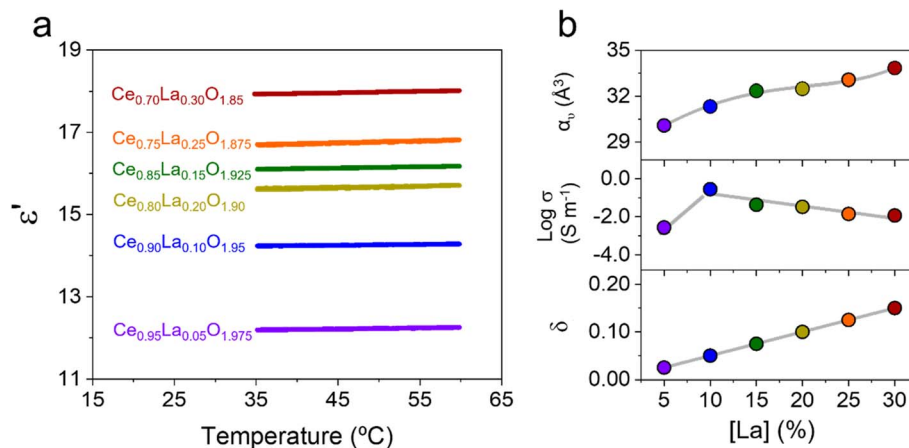 a
19
17
15
13
11
ε'
Ce0.70La0.30O1.85
Ce0.75La0.25O1.875
Ce0.85La0.15O1.925
Ce0.80La0.20O1.90
Ce0.90La0.10O1.95
Ce0.95La0.05O1.975
15 25 35 45 55 65
Temperature (ºC)
b
35
32
29
αυ (Å3)
0.0
-2.0
-4.0
Log σ
(S m-1)
0.10
0.00
δ
5 10 15 20 25 30
[La] (%)